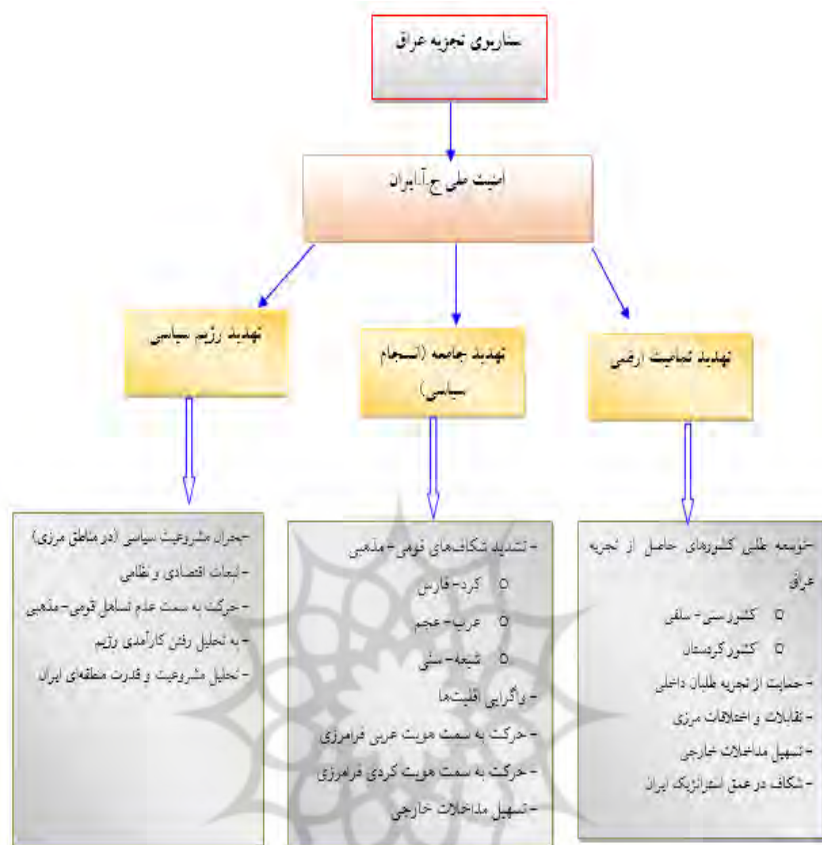 سناریوی تجزیه عراق
امنیت ملی ج.آ.ایران
تهدید تمامیت ارضی
تهدید جامعه (انسجام
سیاسی)
تهدید رژیم سیاسی
-توسعه طلبی کشورهای حاصل از تجزیه
عراق
o کشور سنی- سلفی
o کشور کردستان
- حمایت از تجزیه طلبان داخلی
- تقابلات و اختلافات مرزی
- تسهیل مداخلات خارجی
- شکاف در عمق استراتژیک ایران
- تشدید شکاف‌های قومی- مذهبی
o کرد- فارس
o عرب- عجم
o شیعه- سنی
- واگرایی اقلیت‌ها
- حرکت به سمت هویت عربی فرامرزی
- حرکت به سمت هویت کردی فرامرزی
- تسهیل مداخلات خارجی
-بحران مشروعیت سیاسی (در مناطق مرزی)
- تبعات اقتصادی و نظامی
- حرکت به سمت عدم تساهل قومی- مذهبی
- به تحلیل رفتن کارآمدی رژیم
- تحلیل مشروعیت و قدرت منطقه‌ای ایران